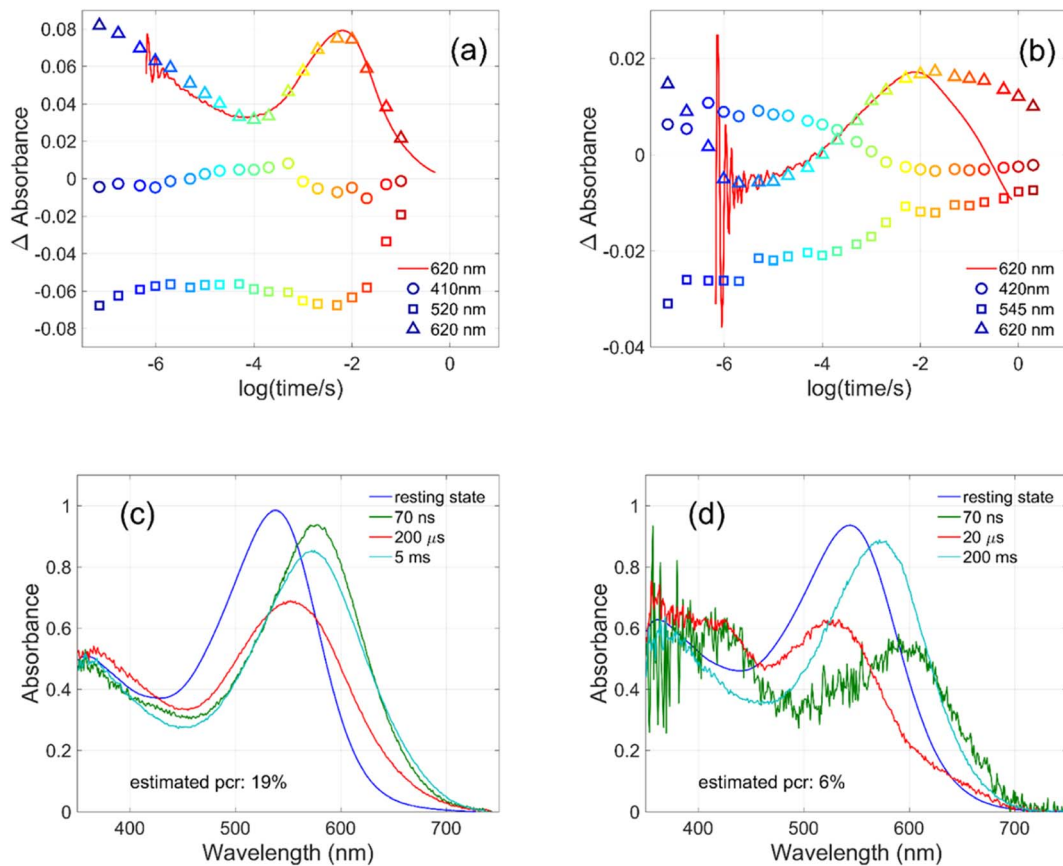 (a)
Δ Absorbance
0.08
0.06
0.04
0.02
0
-0.02
-0.04
-0.06
-0.08
620 nm
410nm
520 nm
620 nm
-6 -4 -2 0
log(time/s)
(b)
Δ Absorbance
0.02
0
-0.02
-0.04
620 nm
420 nm
545 nm
620 nm
-6 -4 -2 0
log(time/s)
(c)
Absorbance
1
0.8
0.6
0.4
0.2
0
resting state
70 ns
200 μs
5 ms
estimated pcr: 19%
400 500 600 700
Wavelength (nm)
(d)
Absorbance
1
0.8
0.6
0.4
0.2
0
resting state
70 ns
20 μs
200 ms
estimated pcr: 6%
400 500 600 700
Wavelength (nm)